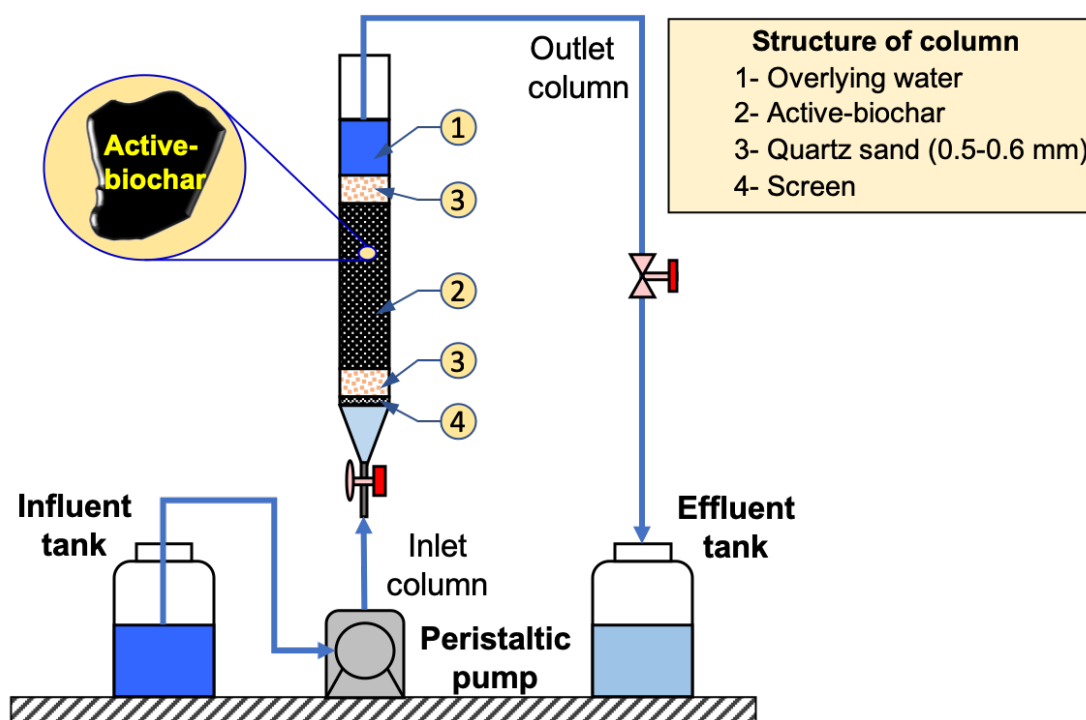 Outlet
column
Structure of column
1- Overlying water
2- Active-biochar
3- Quartz sand (0.5-0.6 mm)
4- Screen
Active-
biochar
1
3
2
3
4
Influent
tank
Inlet
column
Peristaltic
pump
Effluent
tank